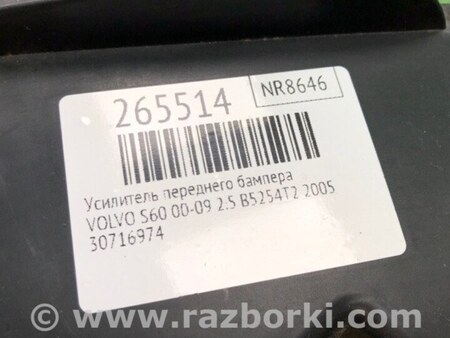 265514
NR8646
Усилитель переднего бампера
VOLVO S60 00-09 2.5 B5254T2 2005
30716974
© www.razborki.com